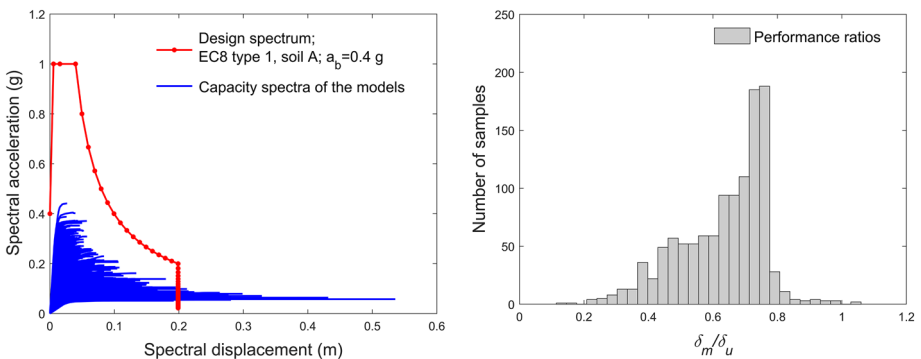 Design spectrum;
EC8 type 1, soil A; a_b=0.4 g
Capacity spectra of the models
Spectral acceleration (g)
1.2
1
0.8
0.6
0.4
0.2
0
0 0.1 0.2 0.3 0.4 0.5 0.6
Spectral displacement (m)
Performance ratios
Number of samples
250
200
150
100
50
0
0 0.2 0.4 0.6 0.8 1 1.2
δ_m/δ_u